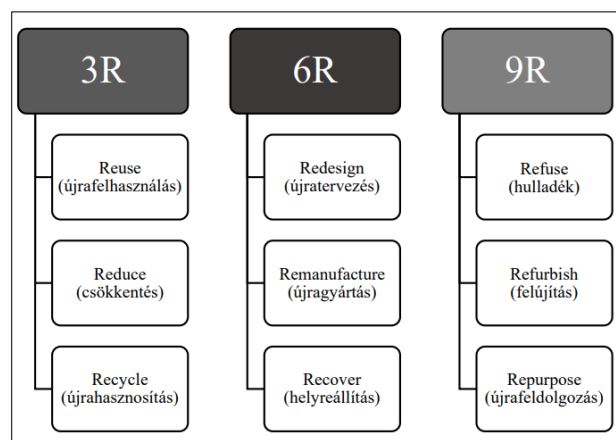 3R
Reuse
(újrafelhasználás)
Reduce
(csökkentés)
Recycle
(újrahasznosítás)
6R
Redesign
(újratervezés)
Remanufacture
(újragyártás)
Recover
(helyreállítás)
9R
Refuse
(hulladék)
Refurbish
(felújítás)
Repurpose
(újrafeldolgozás)